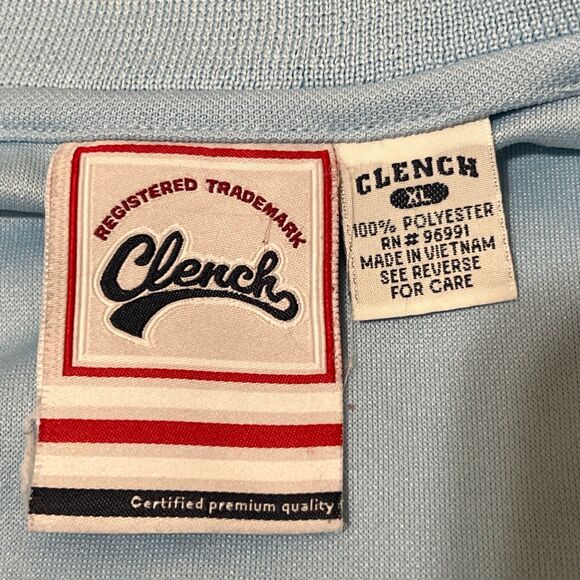 REGISTERED TRADEMARK
Clench
Certified premium quality
CLENCH
XL
100% POLYESTER
RN# 96991
MADE IN VIETNAM
SEE REVERSE
FOR CARE